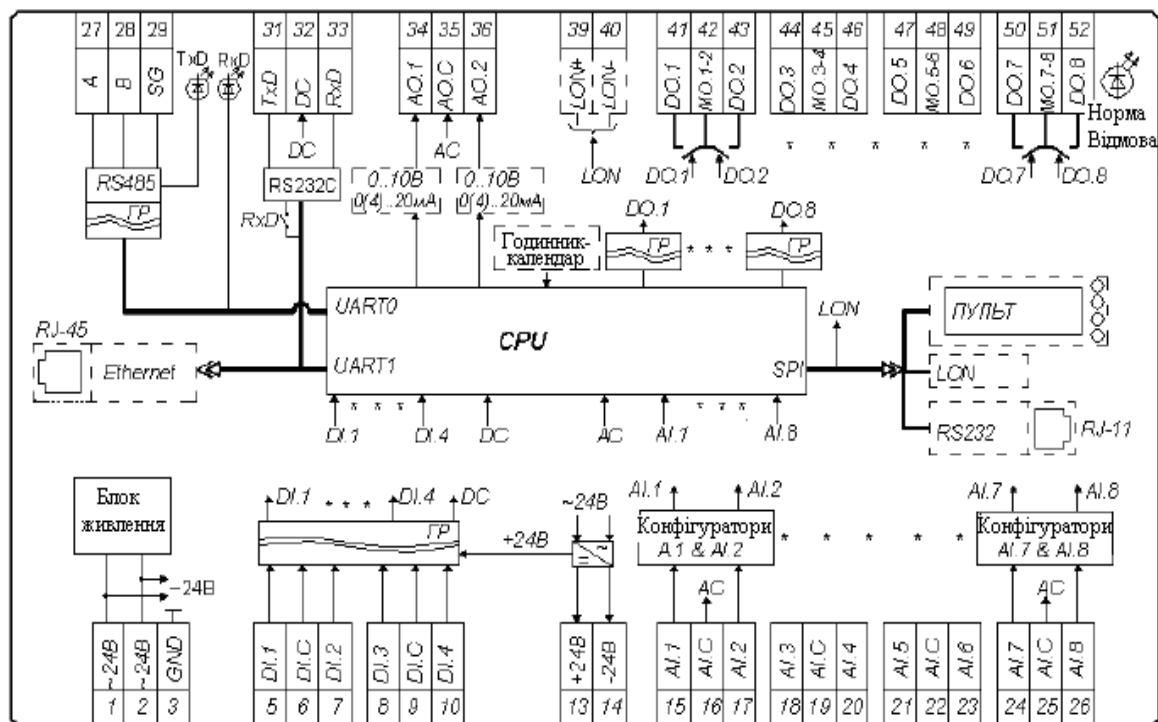 27 28 29 31 32 33 34 35 36 39 40 41 42 43 44 45 46 47 48 49 50 51 52
A B SG TxD RxD TxD DC RxD AO.1 AO.C AO.2 LON+ LON- DO.1 MO.1-2 DO.2 DO.3 MO.3-4 DO.4 DO.5 MO.5-6 DO.6 DO.7 MO.7-8 DO.8
Норма
Відмова
DC AC LON DO.1 DO.2 * * * * * DO.7 DO.8
RS485 RS232C 0..10В 0..10В
0(4)..20мА 0(4)..20мА
ГР RxD DO.1 DO.8
Годинник-
календар
ГР * * * ГР
UART0 LON ПУЛЬТ
RJ-45 CPU
Ethernet UART1 SPI LON
* * * * * *
DI.1 DI.4 DC AC AI.1 AI.8 RS232 RJ-11
Блок
живлення
DI.1 * * * DI.4 DC ~24В AI.1 AI.2 AI.7 AI.8
ГР +24В = ~
Конфігуратори
A.1 & AI.2
* * * * *
Конфігуратори
AI.7 & AI.8
~24В AC AC
~24В ~24В GND DI.1 DI.C DI.2 DI.3 DI.C DI.4 +24В -24В AI.1 AI.C AI.2 AI.3 AI.C AI.4 AI.5 AI.C AI.6 AI.7 AI.C AI.8
1 2 3 5 6 7 8 9 10 13 14 15 16 17 18 19 20 21 22 23 24 25 26